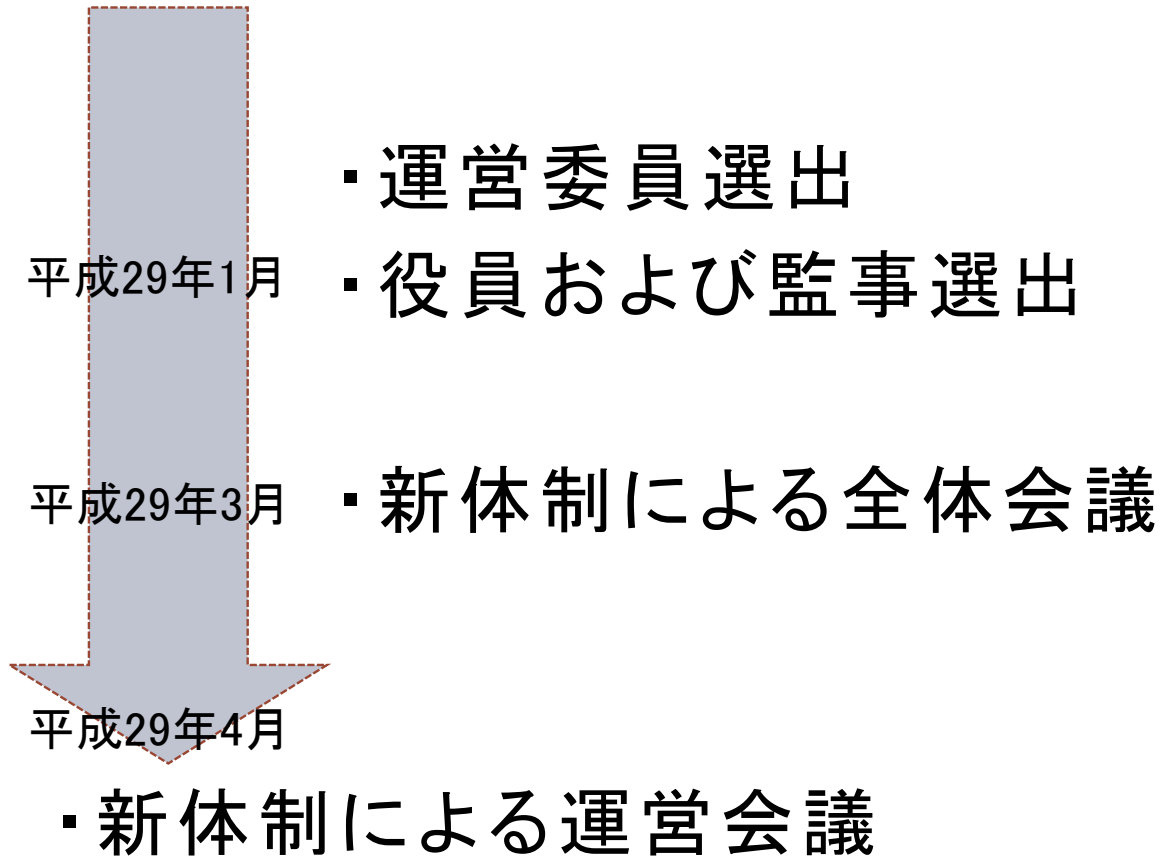 ・運営委員選出
平成29年1月 ・役員および監事選出
平成29年3月 ・新体制による全体会議
平成29年4月
・新体制による運営会議